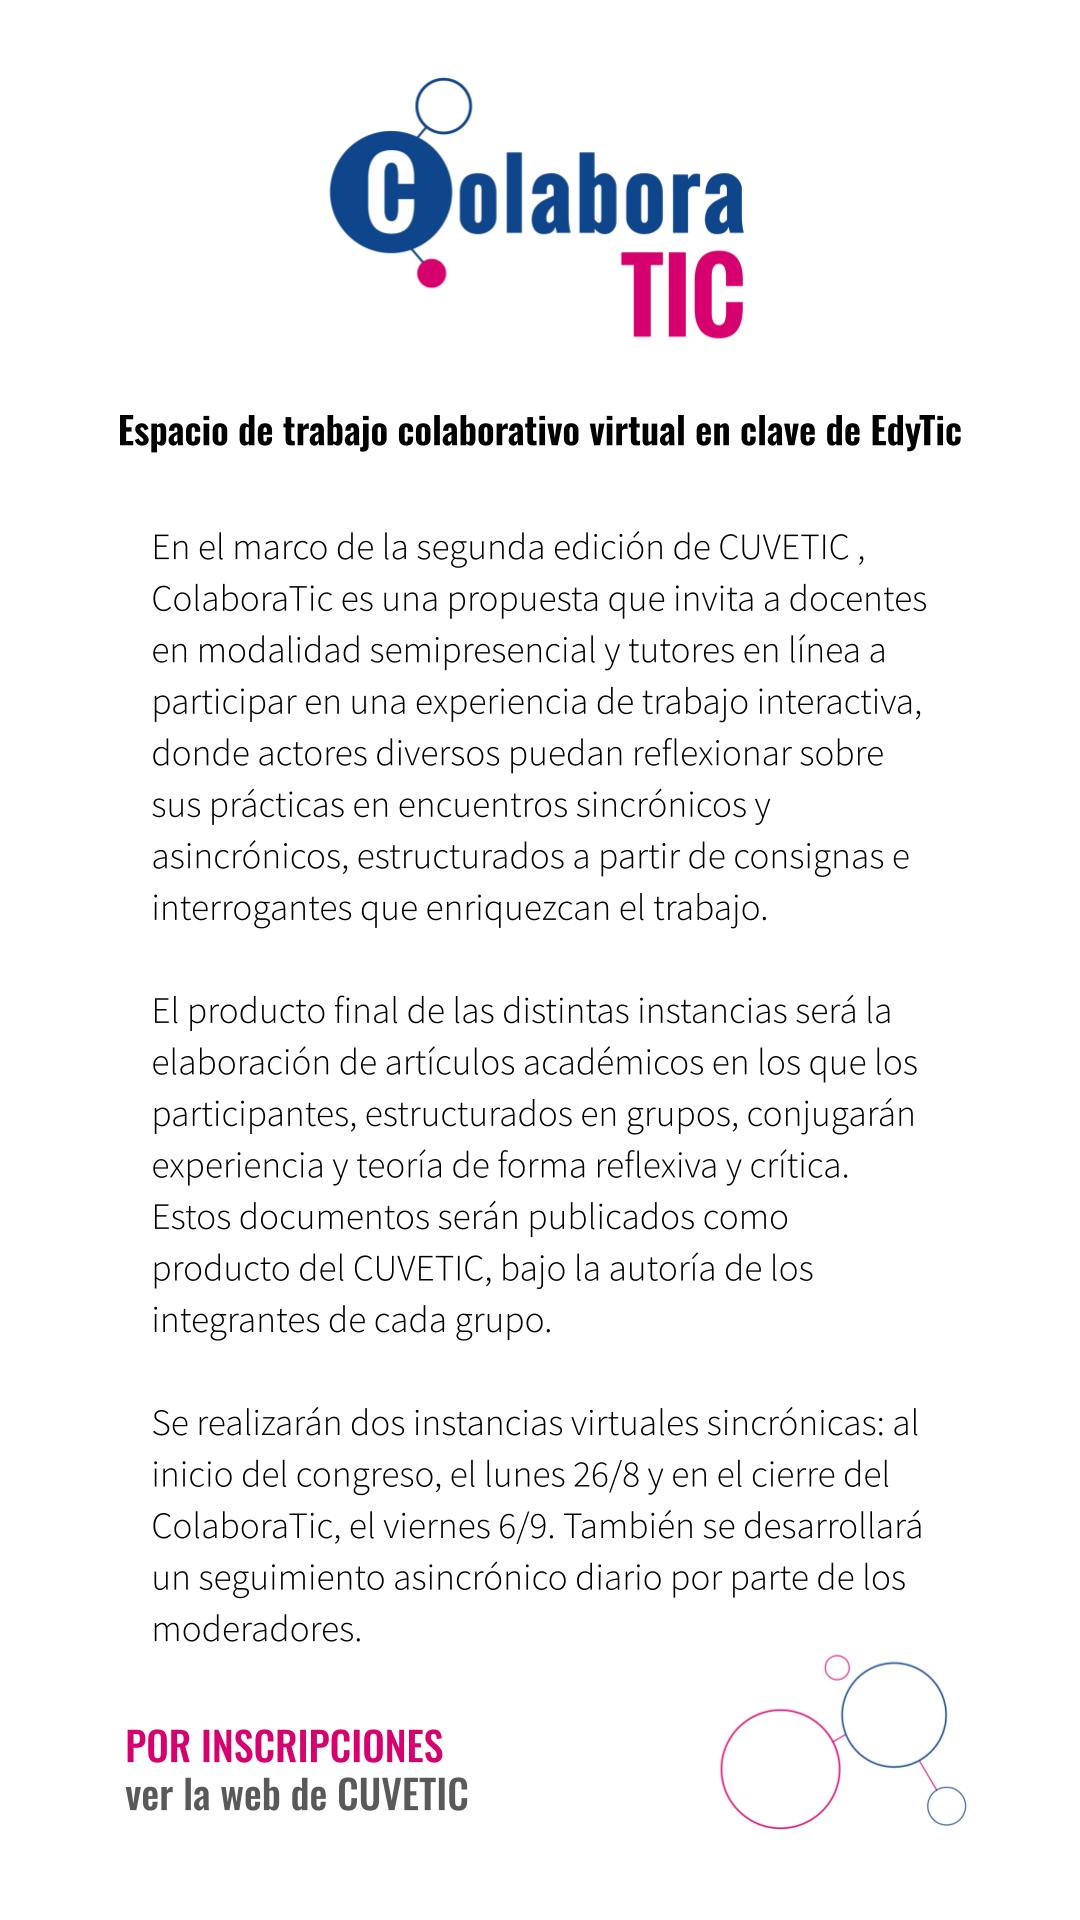 Colabora
TIC
Espacio de trabajo colaborativo virtual en clave de EdyTic
En el marco de la segunda edición de CUVETIC ,
ColaboraTic es una propuesta que invita a docentes
en modalidad semipresencial y tutores en línea a
participar en una experiencia de trabajo interactiva,
donde actores diversos puedan reflexionar sobre
sus prácticas en encuentros sincrónicos y
asincrónicos, estructurados a partir de consignas e
interrogantes que enriquezcan el trabajo.
El producto final de las distintas instancias será la
elaboración de artículos académicos en los que los
participantes, estructurados en grupos, conjugarán
experiencia y teoría de forma reflexiva y crítica.
Estos documentos serán publicados como
producto del CUVETIC, bajo la autoría de los
integrantes de cada grupo.
Se realizarán dos instancias virtuales sincrónicas: al
inicio del congreso, el lunes 26/8 y en el cierre del
ColaboraTic, el viernes 6/9. También se desarrollará
un seguimiento asincrónico diario por parte de los
moderadores.
POR INSCRIPCIONES
ver la web de CUVETIC